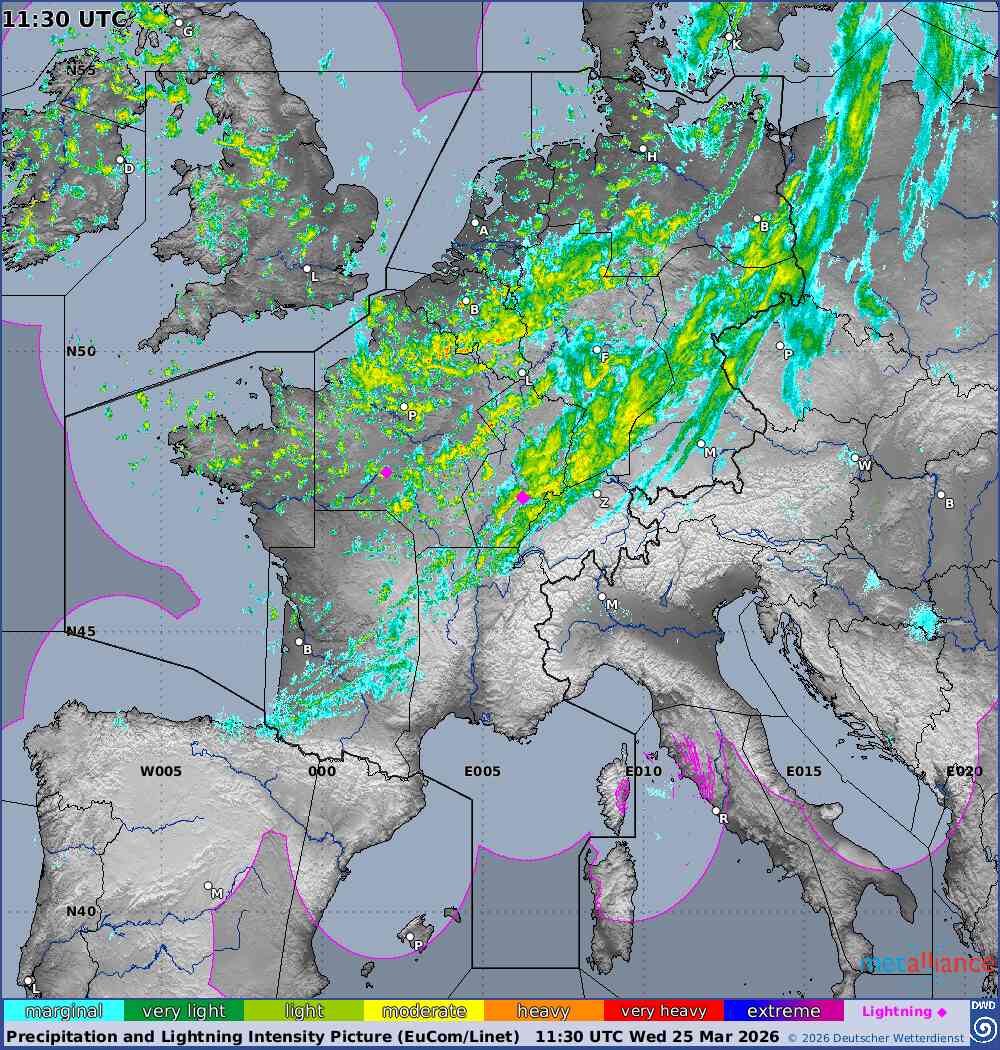 11:30 UTC
G
K
N55
D
H
A
B
L
B
N50
F
P
L
P
M
W
Z
B
M
N45
B
W005
000
E005
E010
E015
E020
R
M
N40
P
L
metalliance
marginal very light light moderate heavy very heavy extreme Lightning ◆
DWD
Precipitation and Lightning Intensity Picture (EuCom/Linet) 11:30 UTC Wed 25 Mar 2026 © 2026 Deutscher Wetterdienst